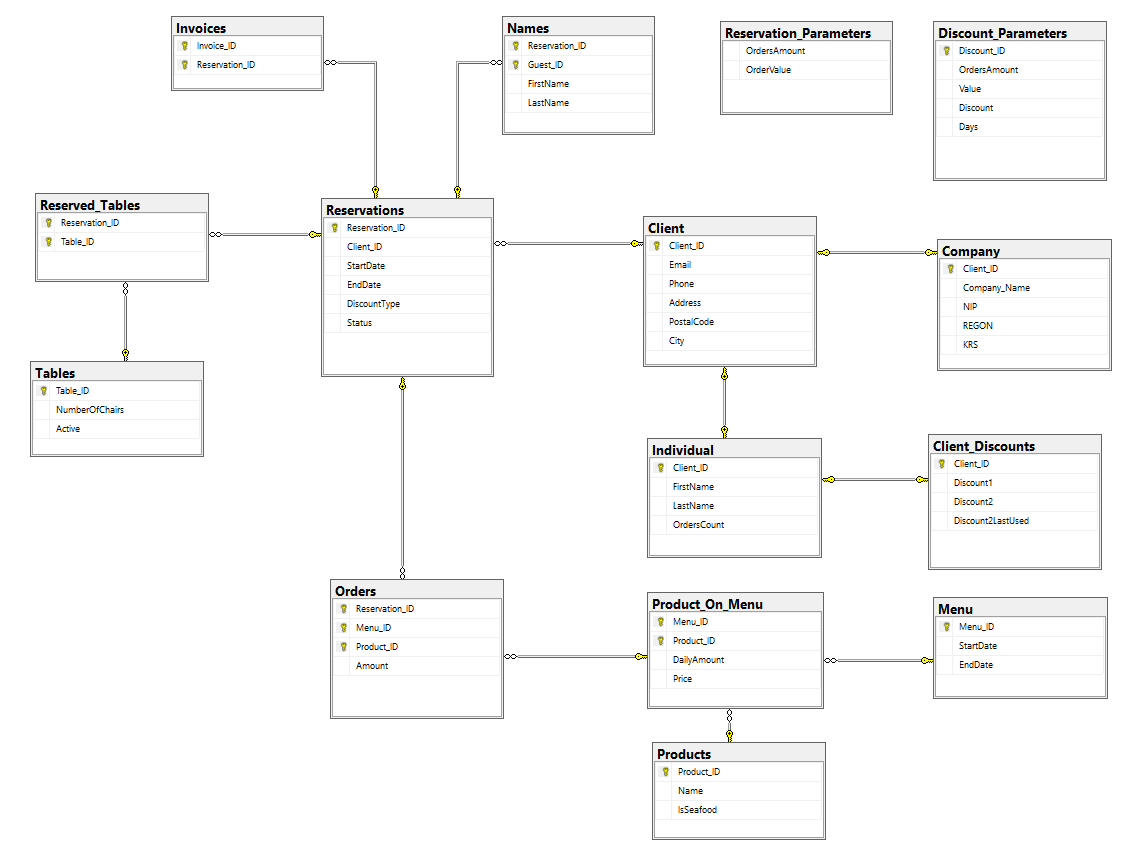 Invoices
Invoice_ID
Reservation_ID
Names
Reservation_ID
Guest_ID
FirstName
LastName
Reservation_Parameters
OrdersAmount
OrderValue
Discount_Parameters
Discount_ID
OrdersAmount
Value
Discount
Days
Reserved_Tables
Reservation_ID
Table_ID
Reservations
Reservation_ID
Client_ID
StartDate
EndDate
DiscountType
Status
Client
Client_ID
Email
Phone
Address
PostalCode
City
Company
Client_ID
Company_Name
NIP
REGON
KRS
Tables
Table_ID
NumberOfChairs
Active
Individual
Client_ID
FirstName
LastName
OrdersCount
Client_Discounts
Client_ID
Discount1
Discount2
Discount2LastUsed
Orders
Reservation_ID
Menu_ID
Product_ID
Amount
Product_On_Menu
Menu_ID
Product_ID
DailyAmount
Price
Menu
Menu_ID
StartDate
EndDate
Products
Product_ID
Name
IsSeafood